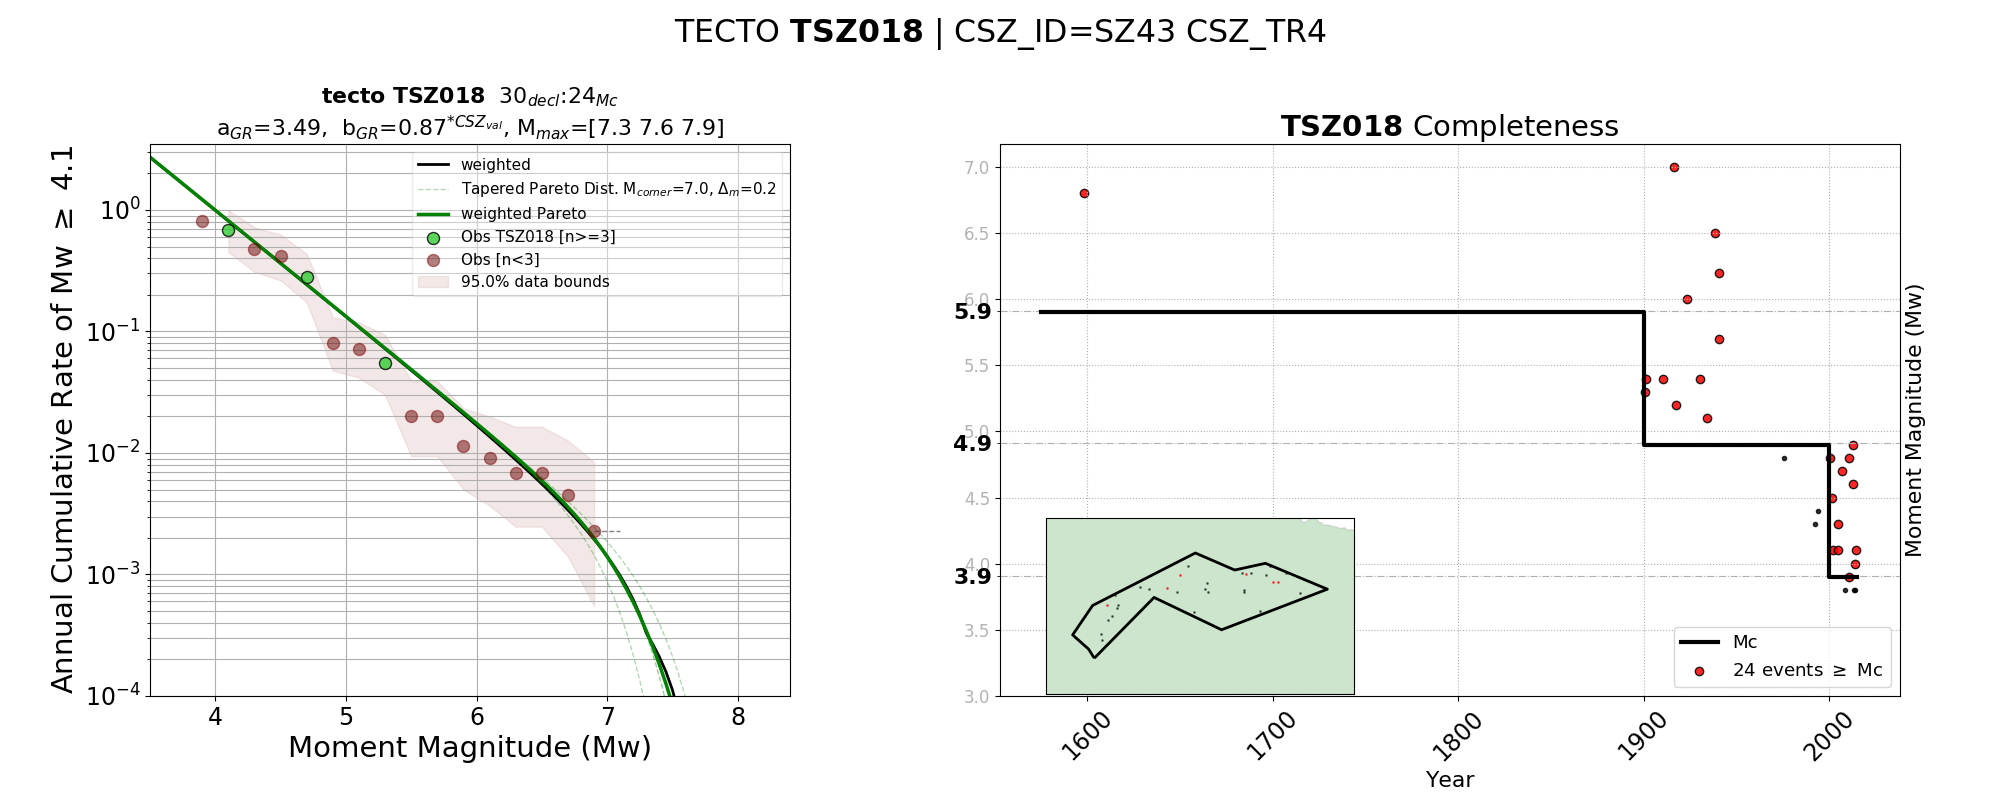 TECTO TSZ018 | CSZ_ID=SZ43 CSZ_TR4
tecto TSZ018 30decl:24Mc
aGR=3.49, bGR=0.87*CSZval, Mmax=[7.3 7.6 7.9]
Annual Cumulative Rate of Mw ≥ 4.1
10^0
10^−1
10^−2
10^−3
10^−4
weighted
Tapered Pareto Dist. Mcorner=7.0, Δm=0.2
weighted Pareto
Obs TSZ018 [n>=3]
Obs [n<3]
95.0% data bounds
4 5 6 7 8
Moment Magnitude (Mw)
TSZ018 Completeness
7.0
6.5
6.0
5.9
5.5
5.0
4.9
4.5
4.0
3.9
3.5
3.0
Moment Magnitude (Mw)
Mc
24 events ≥ Mc
1600 1700 1800 1900 2000
Year